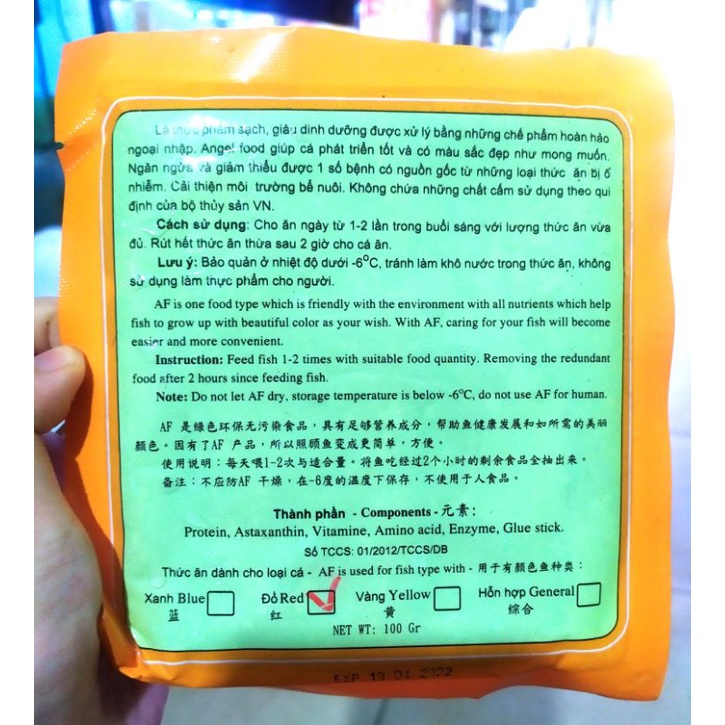 Là thực phẩm sạch, giàu dinh dưỡng được xử lý bằng những chế phẩm hoàn hảo
ngoại nhập. Angel food giúp cá phát triển tốt và có màu sắc đẹp như mong muốn.
Ngăn ngừa và giảm thiểu được 1 số bệnh có nguồn gốc từ những loại thức ăn bị ô
nhiễm. Cải thiện môi trường bể nuôi. Không chứa những chất cấm sử dụng theo qui
định của bộ thủy sản VN.
Cách sử dụng: Cho ăn ngày từ 1-2 lần trong buổi sáng với lượng thức ăn vừa
đủ. Rút hết thức ăn thừa sau 2 giờ cho cá ăn.
Lưu ý: Bảo quản ở nhiệt độ dưới -6°C, tránh làm khô nước trong thức ăn, không
sử dụng làm thực phẩm cho người.
AF is one food type which is friendly with the environment with all nutrients which help
fish to grow up with beautiful color as your wish. With AF, caring for your fish will become
easier and more convenient.
Instruction: Feed fish 1-2 times with suitable food quantity. Removing the redundant
food after 2 hours since feeding fish.
Note: Do not let AF dry, storage temperature is below -6°C, do not use AF for human.
AF 是綠色环保无污染食品，具有足够营养成分，帮助鱼健康发展和如所需的美丽
颜色。因有了AF 产品，所以照顾鱼变成更简单，方便。
使用说明：每天喂1-2次与适合量。将鱼吃经过2个小时的剩余食品全抽出来。
备注：不应防AF 干燥，在-6度的温度下保存，不使用于人食品。
Thành phần - Components - 元素：
Protein, Astaxanthin, Vitamine, Amino acid, Enzyme, Glue stick.
Số TCCS: 01/2012/TCCS/DB
Thức ăn dành cho loại cá - AF is used for fish type with - 用于有颜色鱼种类：
Xanh Blue Đỏ Red Vàng Yellow Hỗn hợp General
蓝 红 黄 综合
NET WT: 100 Gr
EXP 19 01 2022